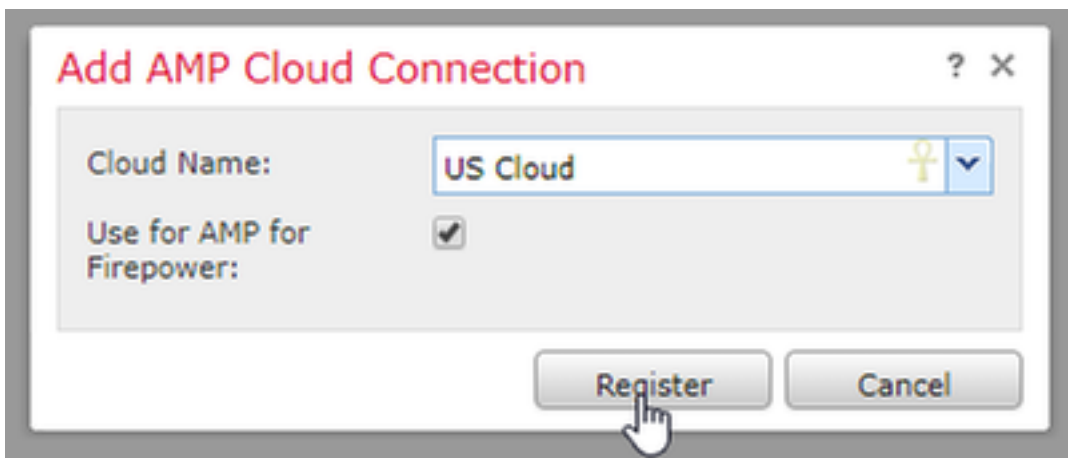 Add AMP Cloud Connection ? ×
Cloud Name: US Cloud
Use for AMP for
Firepower:
Register Cancel